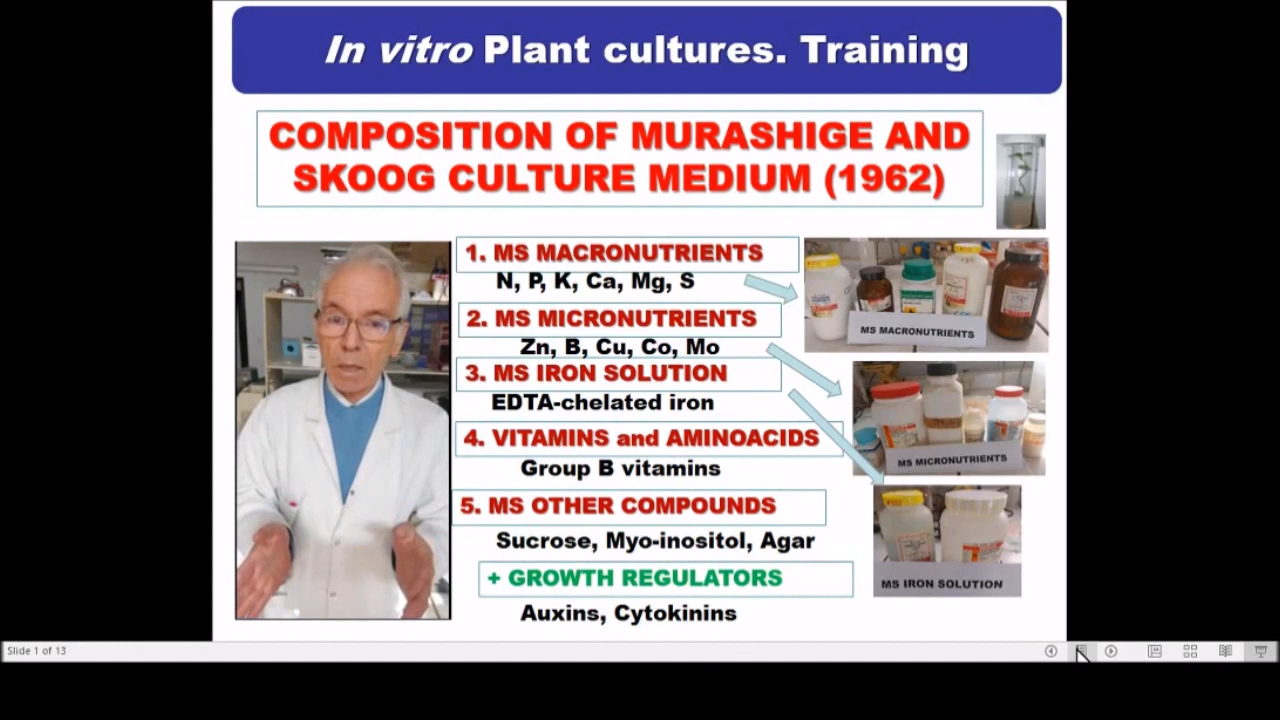 In vitro Plant cultures. Training
COMPOSITION OF MURASHIGE AND
SKOOG CULTURE MEDIUM (1962)
1. MS MACRONUTRIENTS
N, P, K, Ca, Mg, S
2. MS MICRONUTRIENTS
Zn, B, Cu, Co, Mo
3. MS IRON SOLUTION
EDTA-chelated iron
4. VITAMINS and AMINOACIDS
Group B vitamins
5. MS OTHER COMPOUNDS
Sucrose, Myo-inositol, Agar
+ GROWTH REGULATORS
Auxins, Cytokinins
MS MACRONUTRIENTS
MS MICRONUTRIENTS
MS IRON SOLUTION
Slide 1 of 13